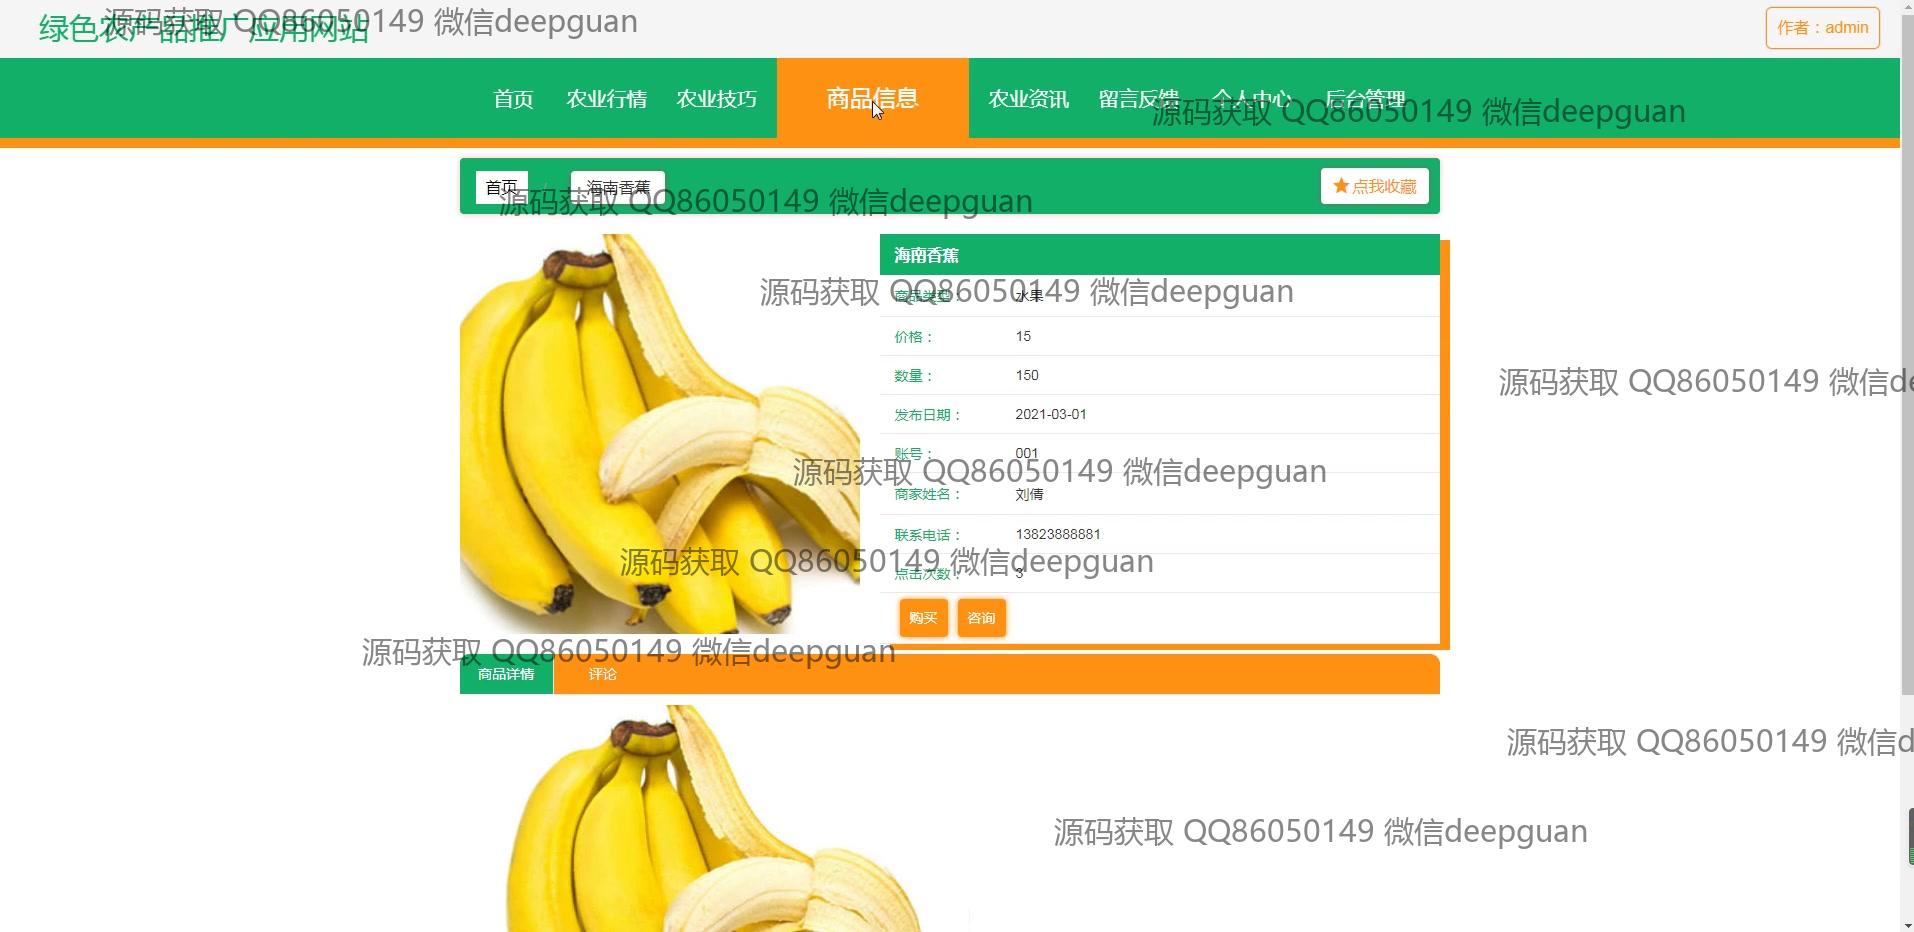 绿色农产品推广应用网站
源码获取 QQ86050149 微信deepguan
作者：admin
首页 农业行情 农业技巧 商品信息 农业资讯 留言反馈 个人中心 后台管理
源码获取 QQ86050149 微信deepguan
首页 海南香蕉 点我收藏
源码获取 QQ86050149 微信deepguan
海南香蕉
商品类型： 水果
源码获取 QQ86050149 微信deepguan
价格： 15
数量： 150
源码获取 QQ86050149 微信de
发布日期： 2021-03-01
账号： 001
源码获取 QQ86050149 微信deepguan
商家姓名： 刘倩
联系电话： 13823888881
源码获取 QQ86050149 微信deepguan
点击次数： 3
购买 咨询
源码获取 QQ86050149 微信deepguan
商品详情 评论
源码获取 QQ86050149 微信d
源码获取 QQ86050149 微信deepguan